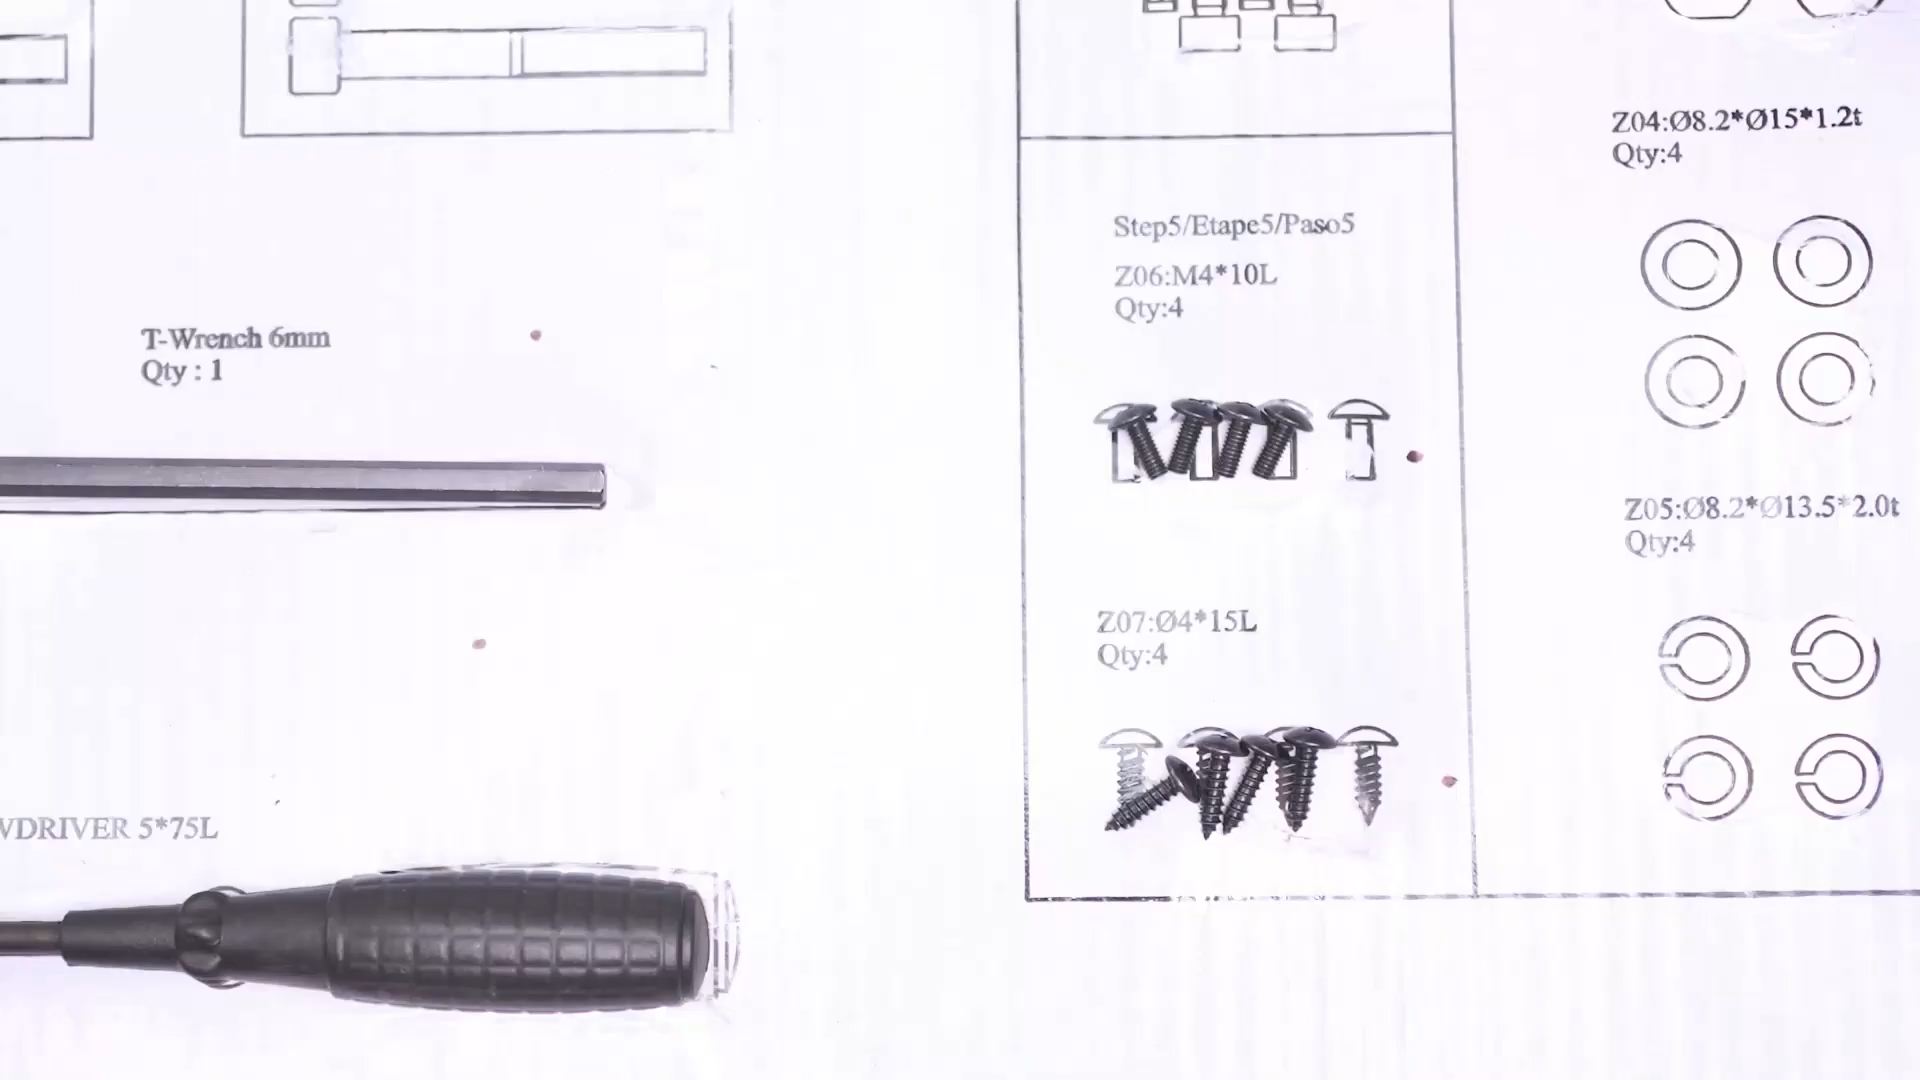 T-Wrench 6mm
Qty : 1
WDRIVER 5*75L
Step5/Etape5/Paso5
Z06:M4*10L
Qty:4
Z07:Ø4*15L
Qty:4
Z04:Ø8.2*Ø15*1.2t
Qty:4
Z05:Ø8.2*Ø13.5*2.0t
Qty:4